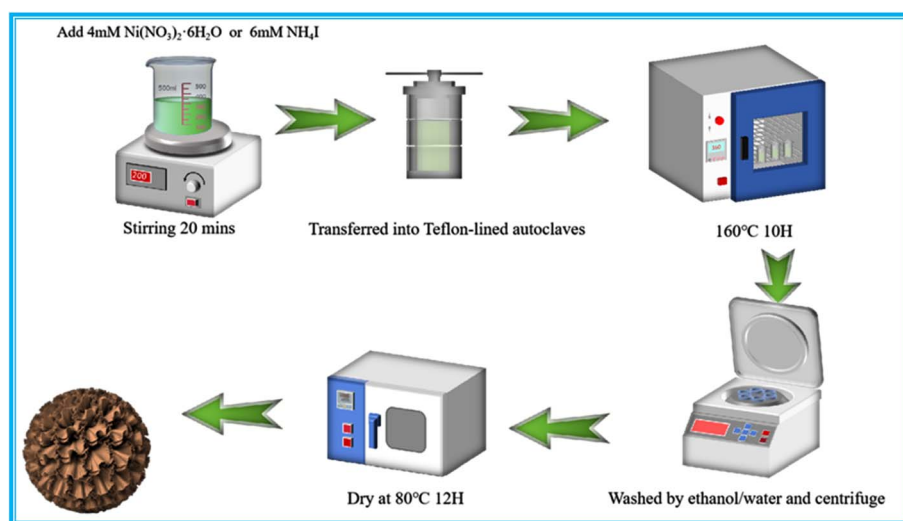 Add 4mM Ni(NO₃)₂·6H₂O or 6mM NH₄I
500ml
200
Stirring 20 mins
Transferred into Teflon-lined autoclaves
160℃ 10H
Dry at 80℃ 12H
Washed by ethanol/water and centrifuge